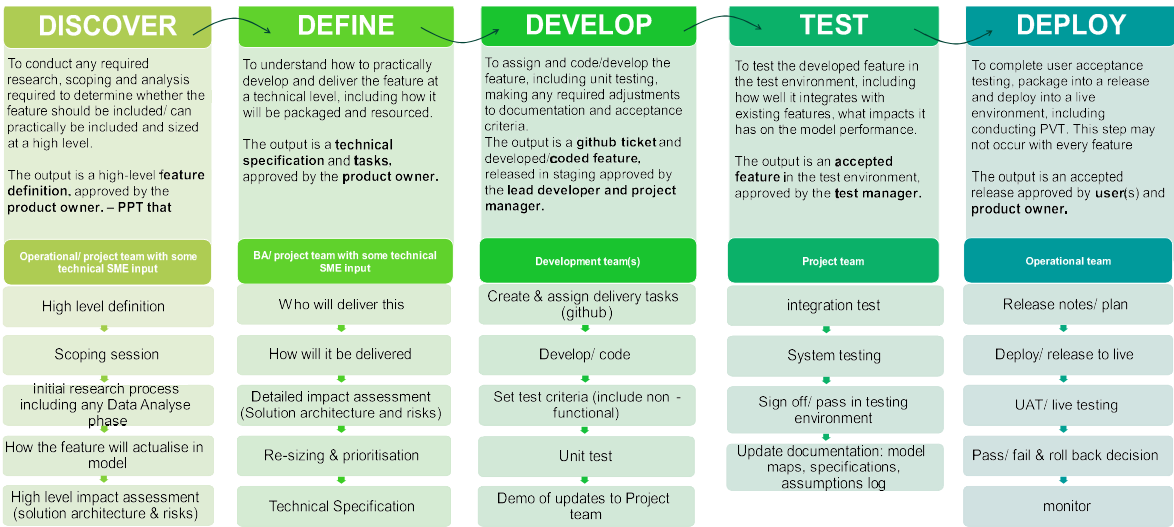 DISCOVER
To conduct any required
research, scoping and analysis
required to determine whether the
feature should be included/ can
practically be included and sized
at a high level.
The output is a high-level feature
definition, approved by the
product owner. – PPT that
Operational/ project team with some
technical SME input
High level definition
Scoping session
initial research process
including any Data Analyse
phase
How the feature will actualise in
model
High level impact assessment
(solution architecture & risks)
DEFINE
To understand how to practically
develop and deliver the feature at
a technical level, including how it
will be packaged and resourced.
The output is a technical
specification and tasks,
approved by the product owner.
BA/ project team with some technical
SME input
Who will deliver this
How will it be delivered
Detailed impact assessment
(Solution architecture and risks)
Re-sizing & prioritisation
Technical Specification
DEVELOP
To assign and code/develop the
feature, including unit testing,
making any required adjustments
to documentation and acceptance
criteria.
The output is a github ticket and
developed/coded feature,
released in staging approved by
the lead developer and project
manager.
Development team(s)
Create & assign delivery tasks
(github)
Develop/ code
Set test criteria (include non -
functional)
Unit test
Demo of updates to Project
team
TEST
To test the developed feature in
the test environment, including
how well it integrates with
existing features, what impacts it
has on the model performance.
The output is an accepted
feature in the test environment,
approved by the test manager.
Project team
integration test
System testing
Sign off/ pass in testing
environment
Update documentation: model
maps, specifications,
assumptions log
DEPLOY
To complete user acceptance
testing, package into a release
and deploy into a live
environment, including
conducting PVT. This step may
not occur with every feature
The output is an accepted
release approved by user(s) and
product owner.
Operational team
Release notes/ plan
Deploy/ release to live
UAT/ live testing
Pass/ fail & roll back decision
monitor